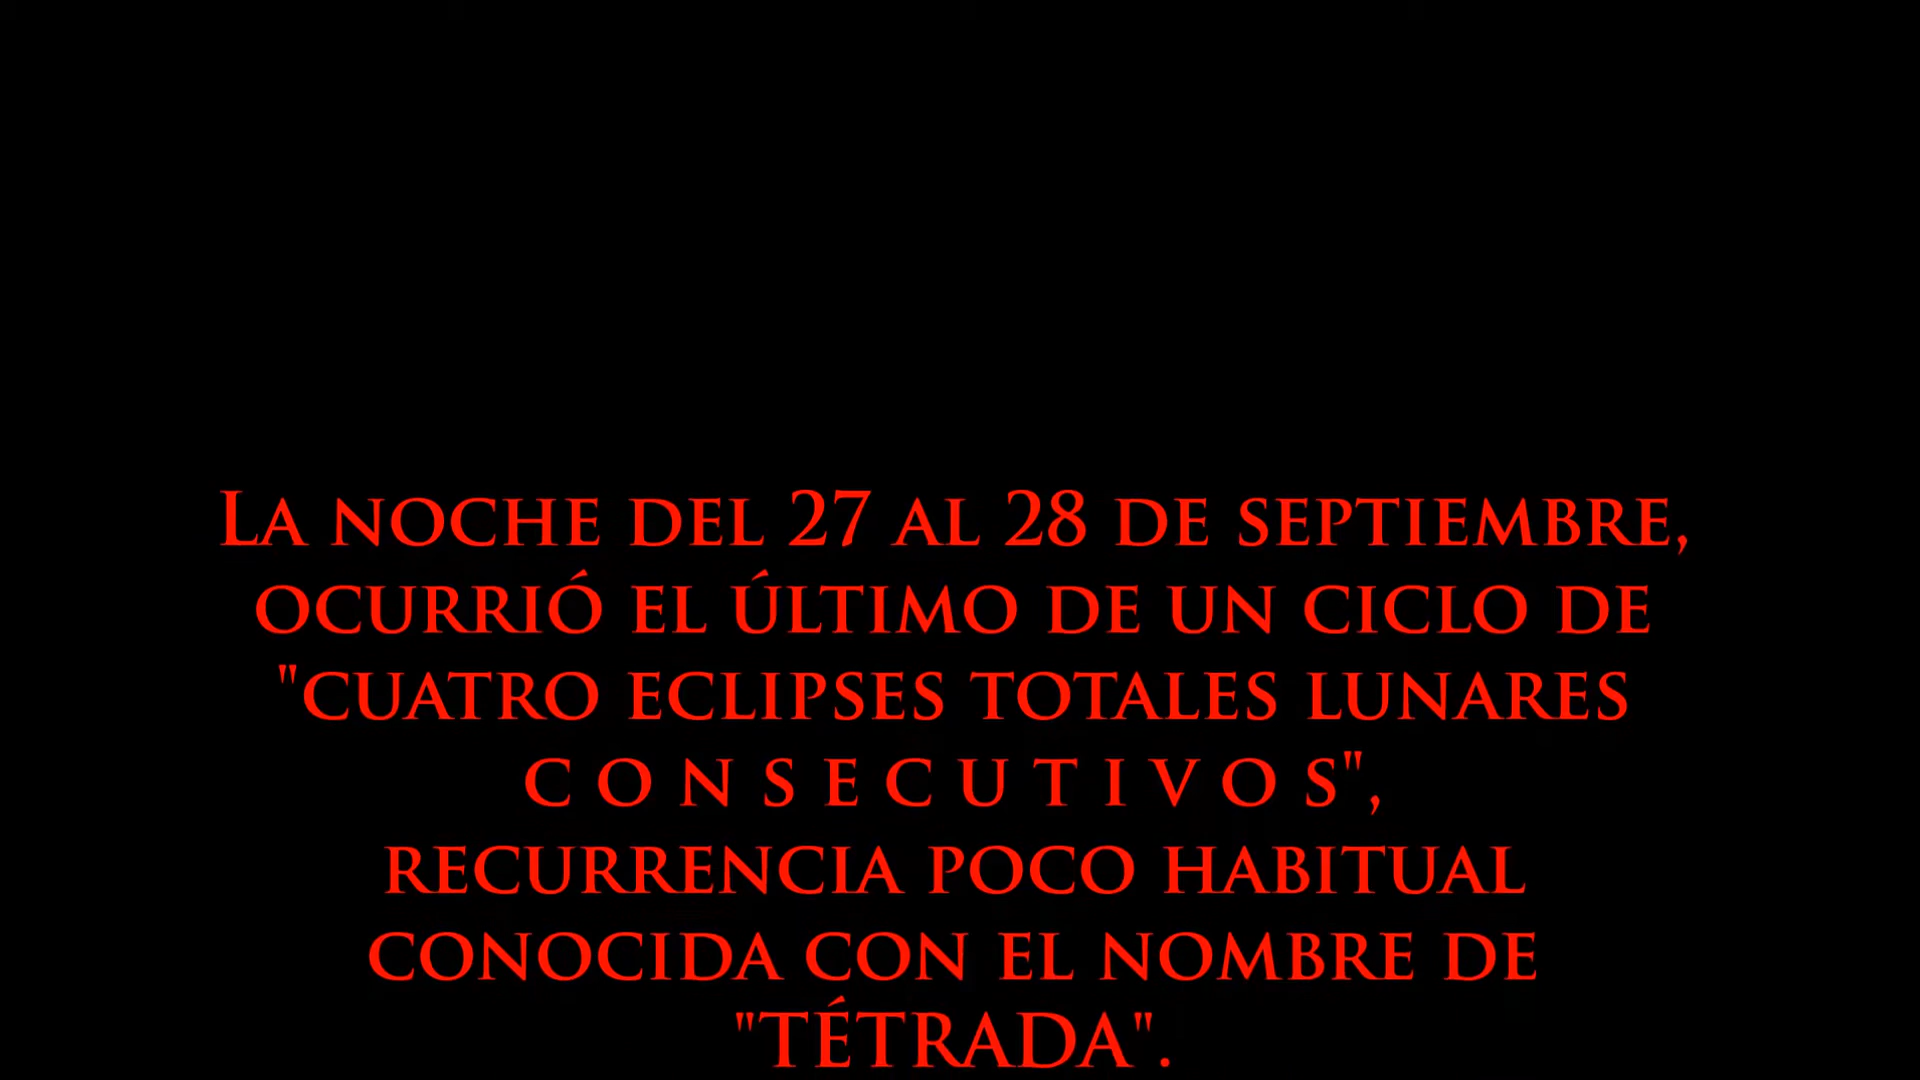 La noche del 27 al 28 de septiembre,
ocurrió el último de un ciclo de
"cuatro eclipses totales lunares
c o n s e c u t i v o s",
recurrencia poco habitual
conocida con el nombre de
"TÉTRADA".